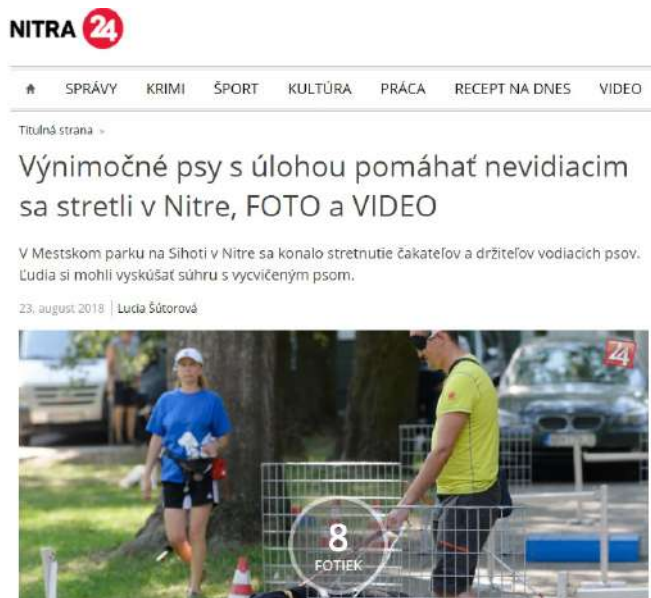 NITRA 24
SPRÁVY KRIMI ŠPORT KULTÚRA PRÁCA RECEPT NA DNES VIDEO
Titulná strana »
Výnimočné psy s úlohou pomáhať nevidiacim
sa stretli v Nitre, FOTO a VIDEO
V Mestskom parku na Sihoti v Nitre sa konalo stretnutie čakateľov a držiteľov vodiacich psov.
Ľudia si mohli vyskúšať súhru s vycvičeným psom.
23. august 2018 | Lucia Šútorová
24
8
FOTIEK